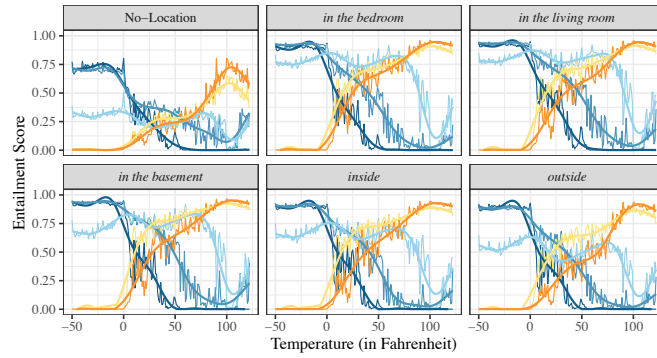 No−Location
in the bedroom
in the living room
1.00
0.75
0.50
0.25
0.00
in the basement
inside
outside
1.00
0.75
0.50
0.25
0.00
−50 0 50 100
−50 0 50 100
−50 0 50 100
Entailment Score
Temperature (in Fahrenheit)